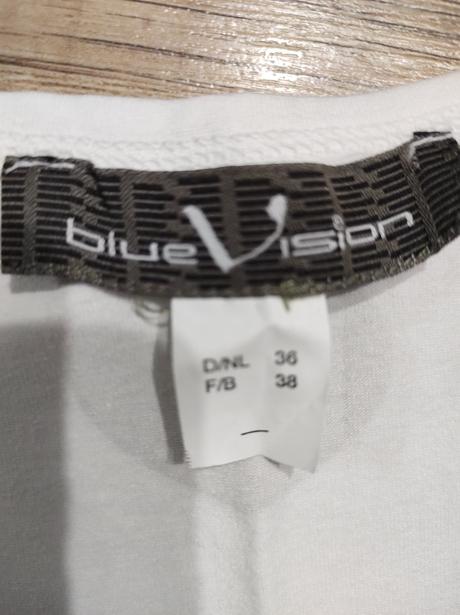 blueVision
D/NL 36
F/B 38